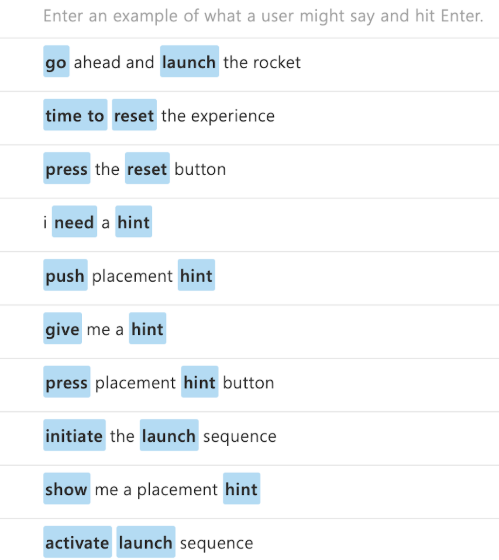 Enter an example of what a user might say and hit Enter.
go ahead and launch the rocket
time to reset the experience
press the reset button
i need a hint
push placement hint
give me a hint
press placement hint button
initiate the launch sequence
show me a placement hint
activate launch sequence